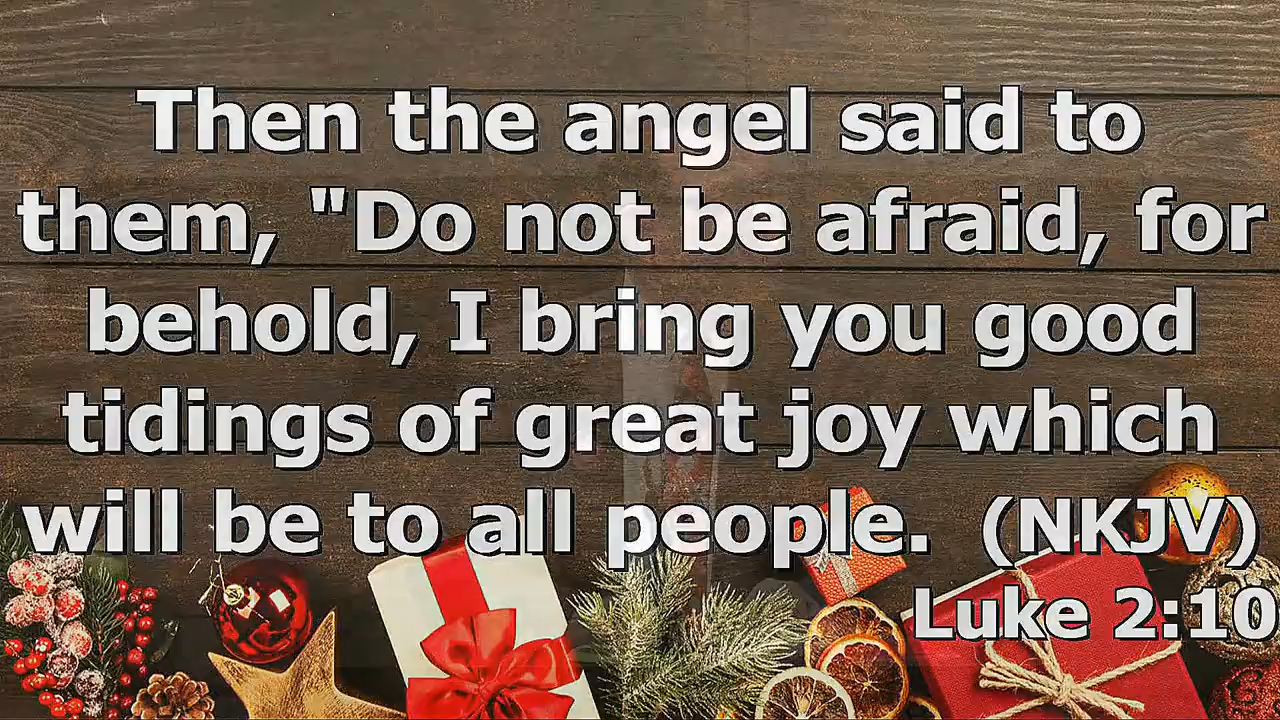 Then the angel said to
them, "Do not be afraid, for
behold, I bring you good
tidings of great joy which
will be to all people. (NKJV)
Luke 2:10